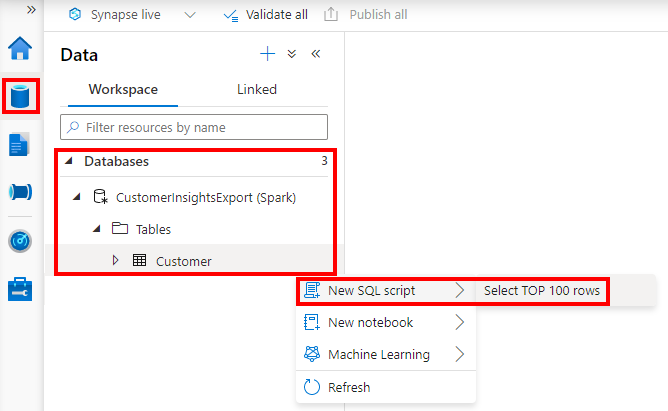 Synapse live
Validate all
Publish all
Data
Workspace
Linked
Filter resources by name
Databases
3
CustomerInsightsExport (Spark)
Tables
Customer
New SQL script
Select TOP 100 rows
New notebook
Machine Learning
Refresh